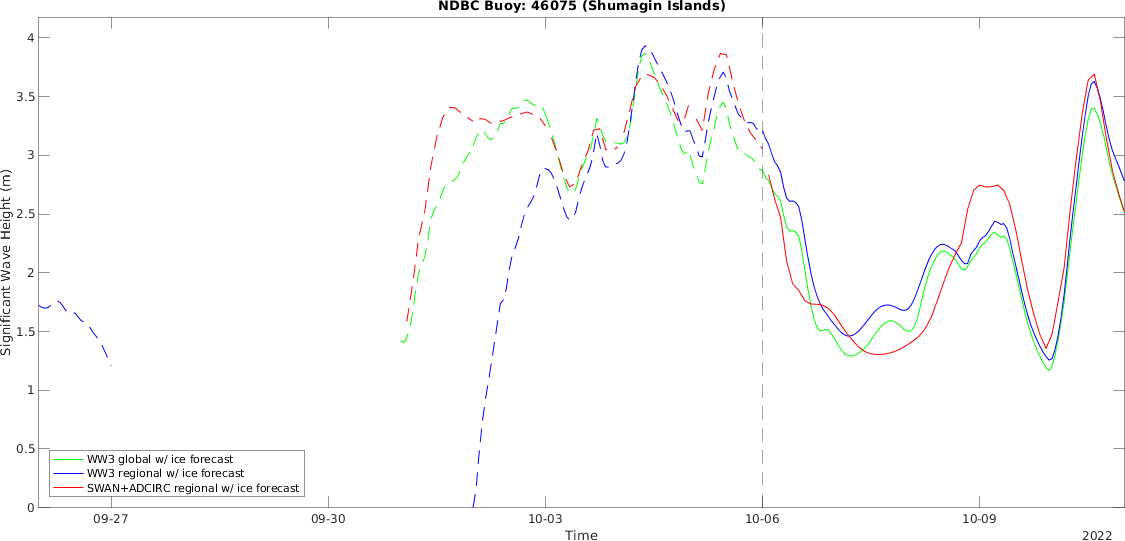 NDBC Buoy: 46075 (Shumagin Islands)
4
3.5
3
2.5
2
1.5
1
0.5
0
Significant Wave Height (m)
WW3 global w/ ice forecast
WW3 regional w/ ice forecast
SWAN+ADCIRC regional w/ ice forecast
09-27
09-30
10-03
10-06
10-09
Time
2022